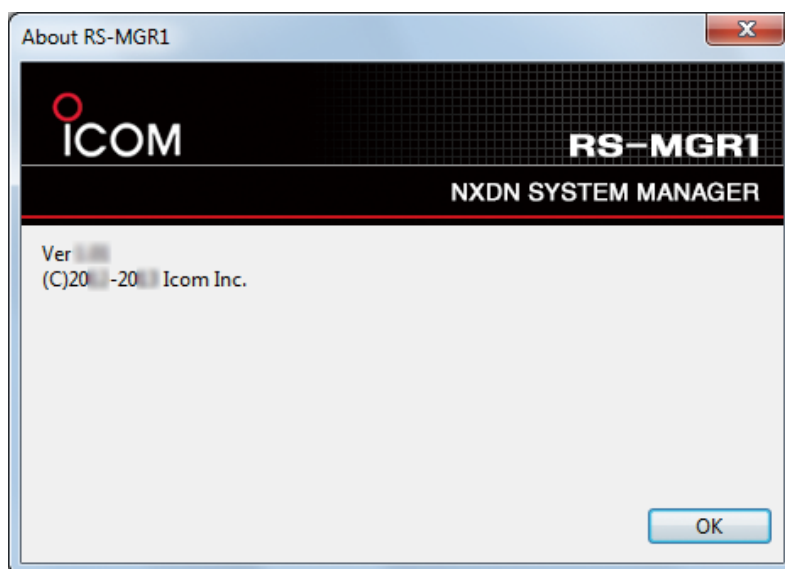 About RS-MGR1
ICOM
RS-MGR1
NXDN SYSTEM MANAGER
Ver
(C)20 -20 Icom Inc.
OK